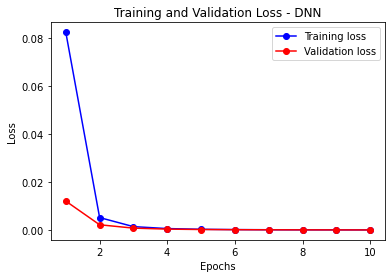 Training and Validation Loss - DNN
Training loss
Validation loss
Loss
0.08
0.06
0.04
0.02
0.00
2 4 6 8 10
Epochs